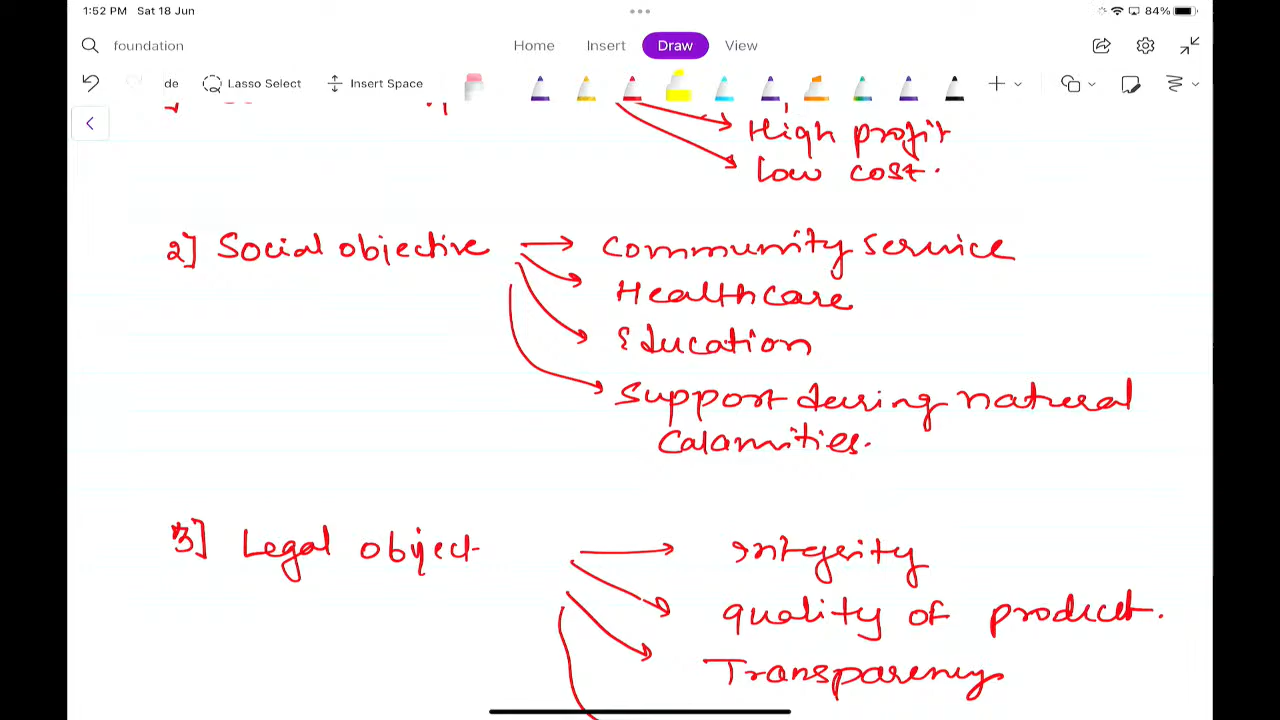 1:52 PM Sat 18 Jun
84%
foundation
Home Insert Draw View
de Lasso Select Insert Space
High profit
Low cost.
2] Social objective → Community service
Healthcare
Education
Support during natural
Calamities.
3] Legal object
Integerity
quality of product.
Transparency